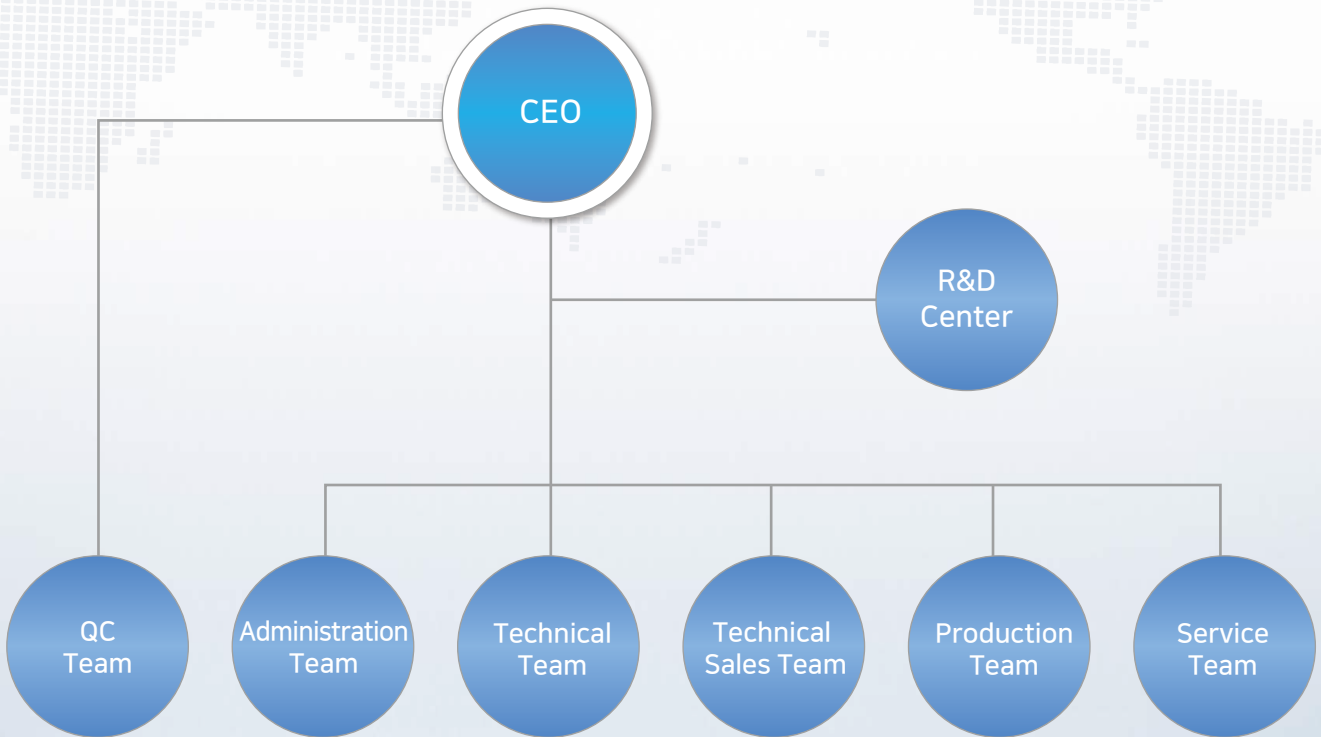 CEO
R&D
Center
QC
Team
Administration
Team
Technical
Team
Technical
Sales Team
Production
Team
Service
Team